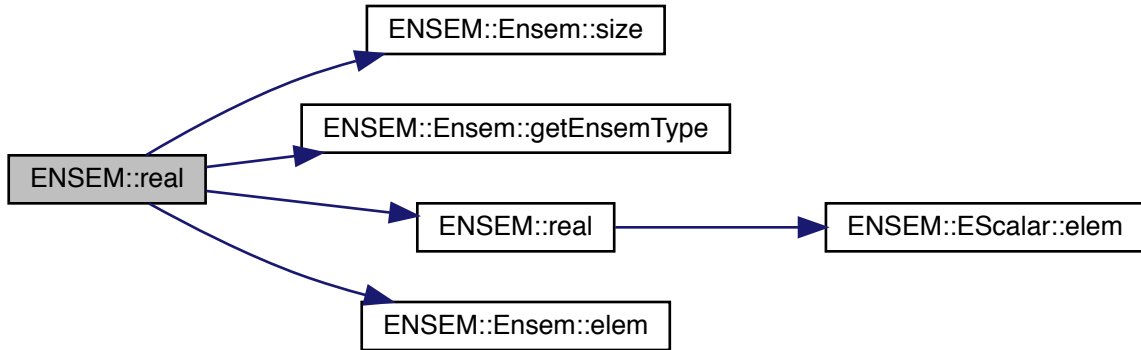 ENSEM::Ensem::size
ENSEM::Ensem::getEnsemType
ENSEM::real
ENSEM::real
ENSEM::EScalar::elem
ENSEM::Ensem::elem